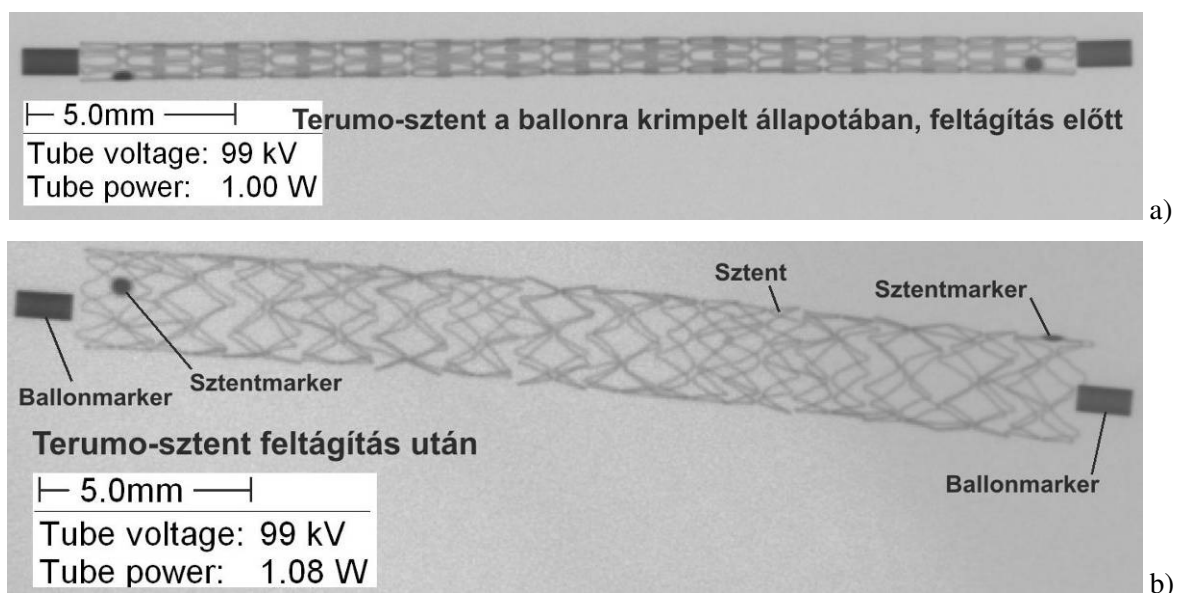 5.0mm
Terumo-sztent a ballonra krimpelt állapotában, feltágítás előtt
Tube voltage: 99 kV
Tube power: 1.00 W
a)
Sztent
Sztentmarker
Sztentmarker
Ballonmarker
Terumo-sztent feltágítás után
5.0mm
Ballonmarker
Tube voltage: 99 kV
Tube power: 1.08 W
b)